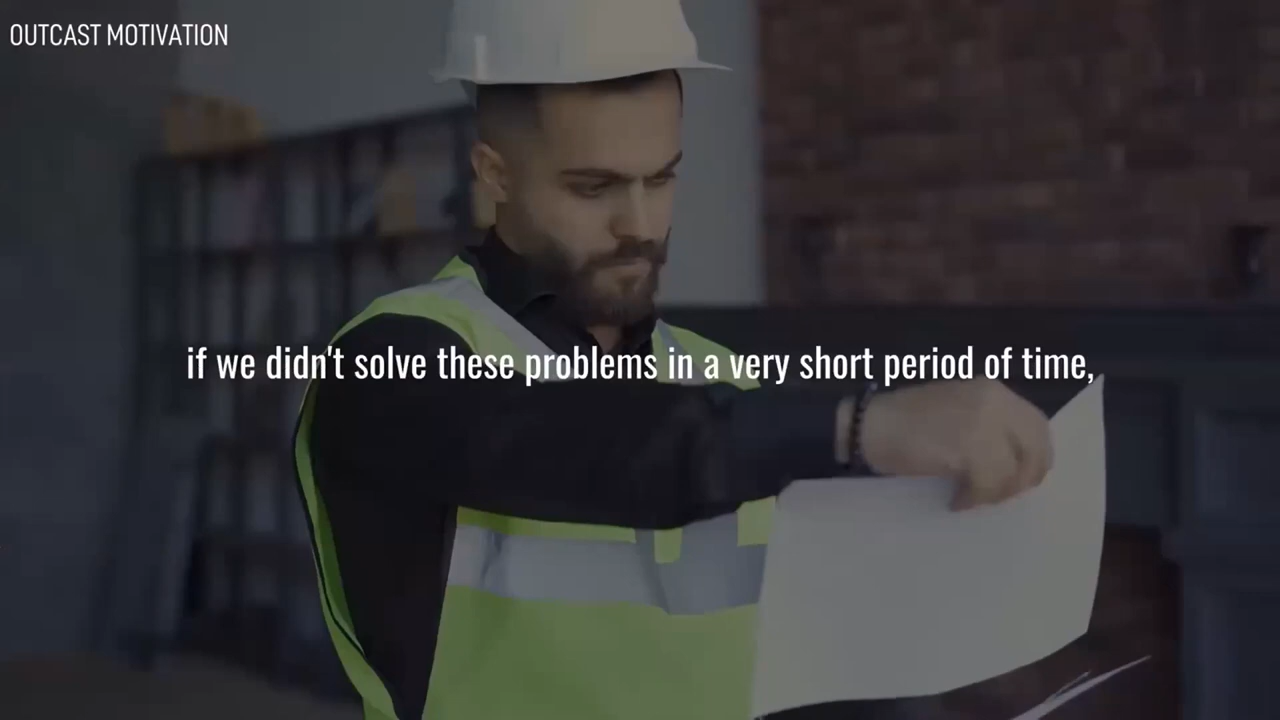 OUTCAST MOTIVATION
if we didn't solve these problems in a very short period of time,